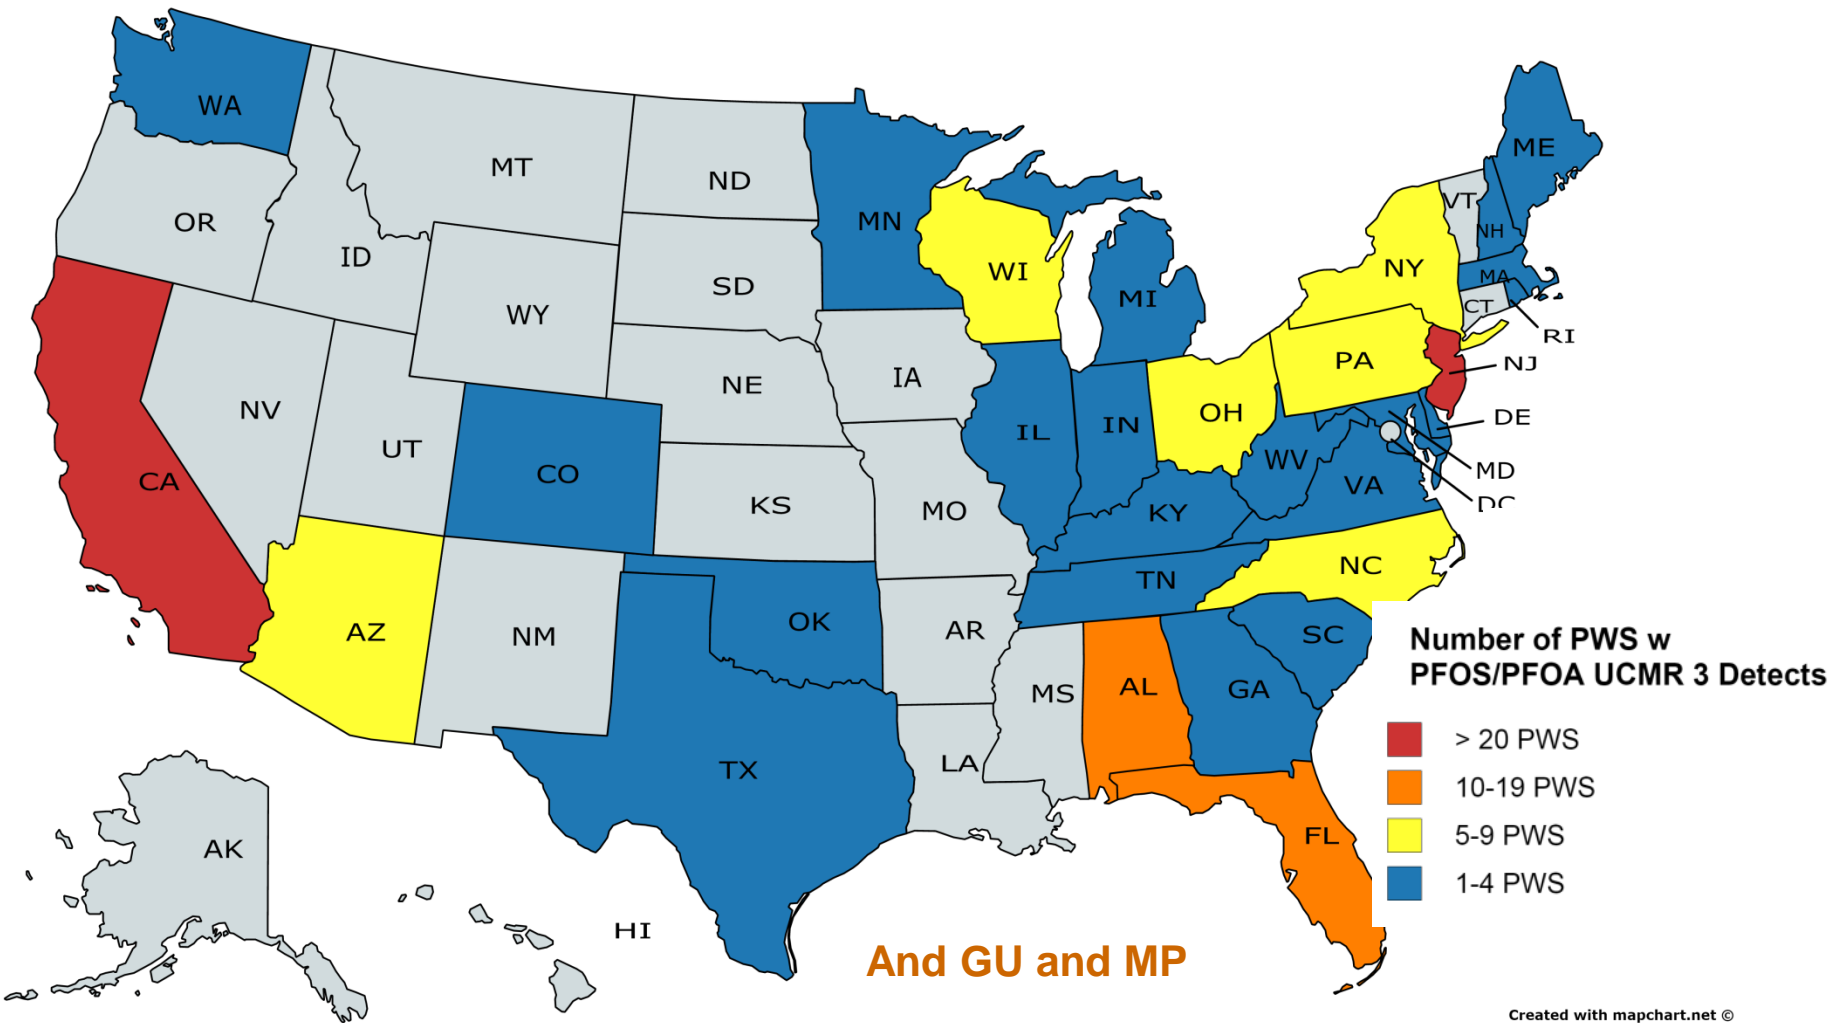 WA
MT
ND
MN
ME
OR
ID
SD
WI
MI
VT
NH
NY
MA
CT
RI
WY
NE
IA
PA
NJ
NV
UT
CO
KS
MO
IL
IN
OH
WV
VA
DE
MD
DC
CA
KY
AZ
NM
OK
AR
TN
NC
SC
MS
AL
GA
TX
LA
FL
AK
HI
Number of PWS w
PFOS/PFOA UCMR 3 Detects
> 20 PWS
10-19 PWS
5-9 PWS
1-4 PWS
And GU and MP
Created with mapchart.net ©